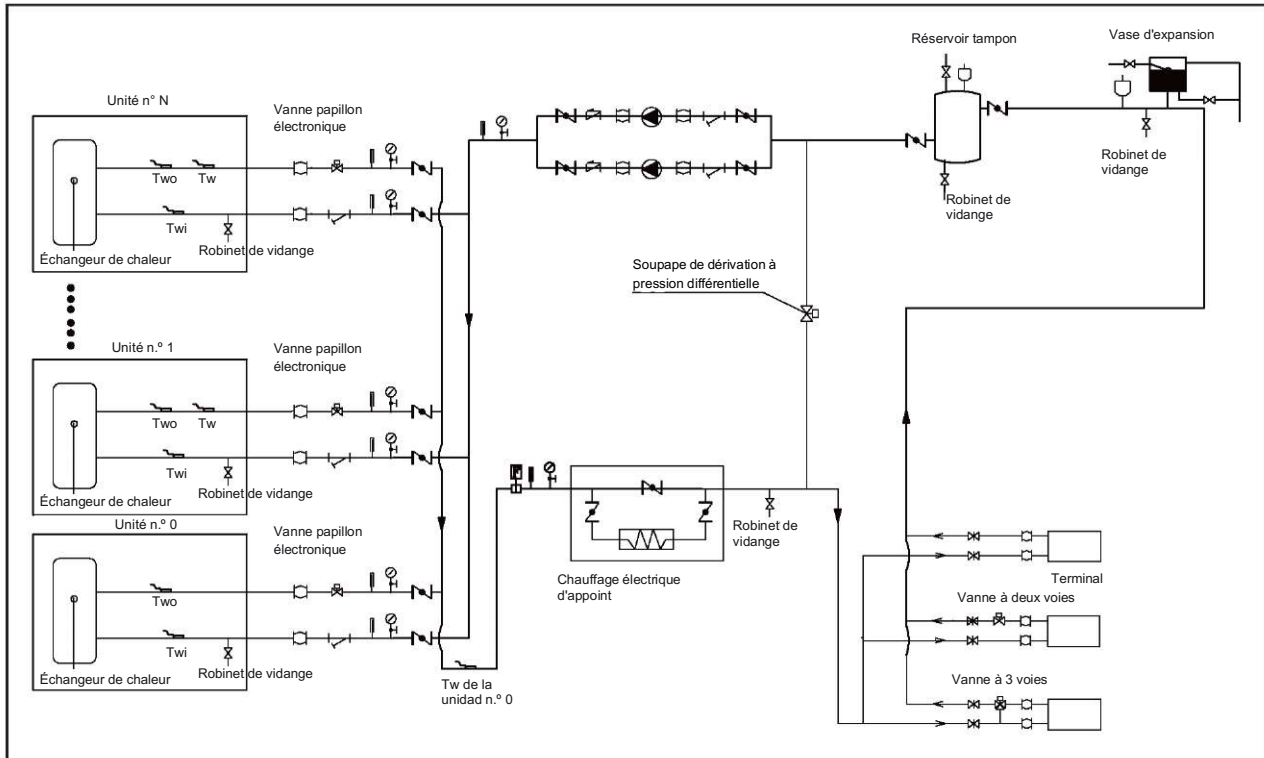 Réservoir tampon
Vase d'expansion
Unité n° N
Vanne papillon
électronique
Two
Tw
Twi
Robinet de vidange
Échangeur de chaleur
Robinet de
vidange
Robinet de
vidange
Soupape de dérivation à
pression différentielle
Unité n.º 1
Vanne papillon
électronique
Two
Tw
Twi
Robinet de vidange
Échangeur de chaleur
Unité n.º 0
Vanne papillon
électronique
Two
Twi
Robinet de vidange
Échangeur de chaleur
Tw de la
unidad n.º 0
Chauffage électrique
d'appoint
Robinet de
vidange
Terminal
Vanne à deux voies
Vanne à 3 voies